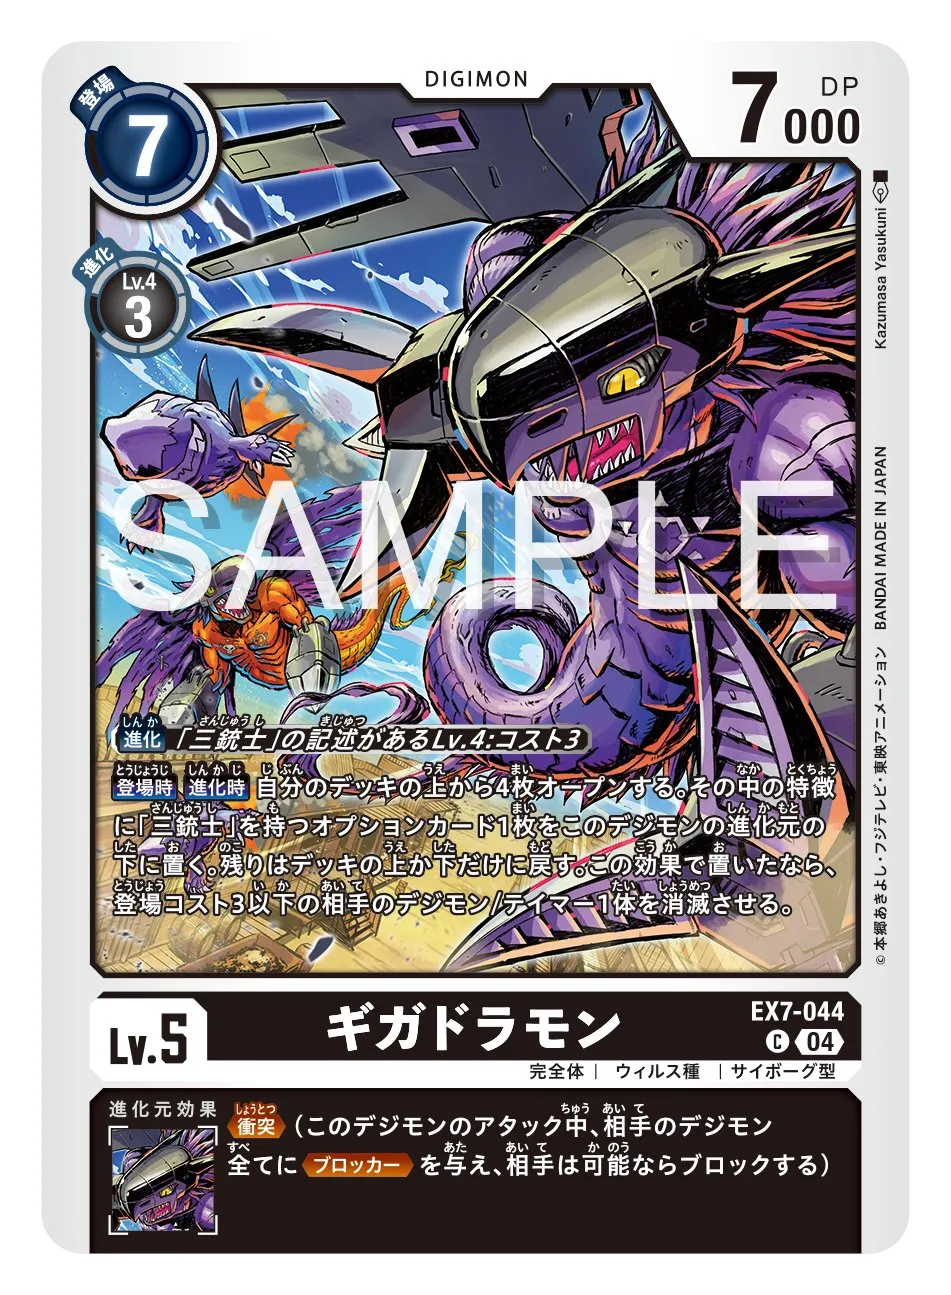 DIGIMON
登場
7
7000
DP
進化
Lv.4
3
Kazumasa Yasukuni
SAMPLE
進化 「三銃士」の記述があるLv.4:コスト3
登場時 進化時 自分のデッキの上から4枚オープンする。その中の特徴
に「三銃士」を持つオプションカード1枚をこのデジモンの進化元の
下に置く。残りはデッキの上か下だけに戻す。この効果で置いたなら、
登場コスト3以下の相手のデジモン/テイマー1体を消滅させる。
©本郷あきよし・フジテレビ・東映アニメーション BANDAI MADE IN JAPAN
Lv.5
ギガドラモン
EX7-044
C 04
完全体 | ウィルス種 | サイボーグ型
進化元効果
衝突 (このデジモンのアタック中、相手のデジモン
全てに ブロッカー を与え、相手は可能ならブロックする)